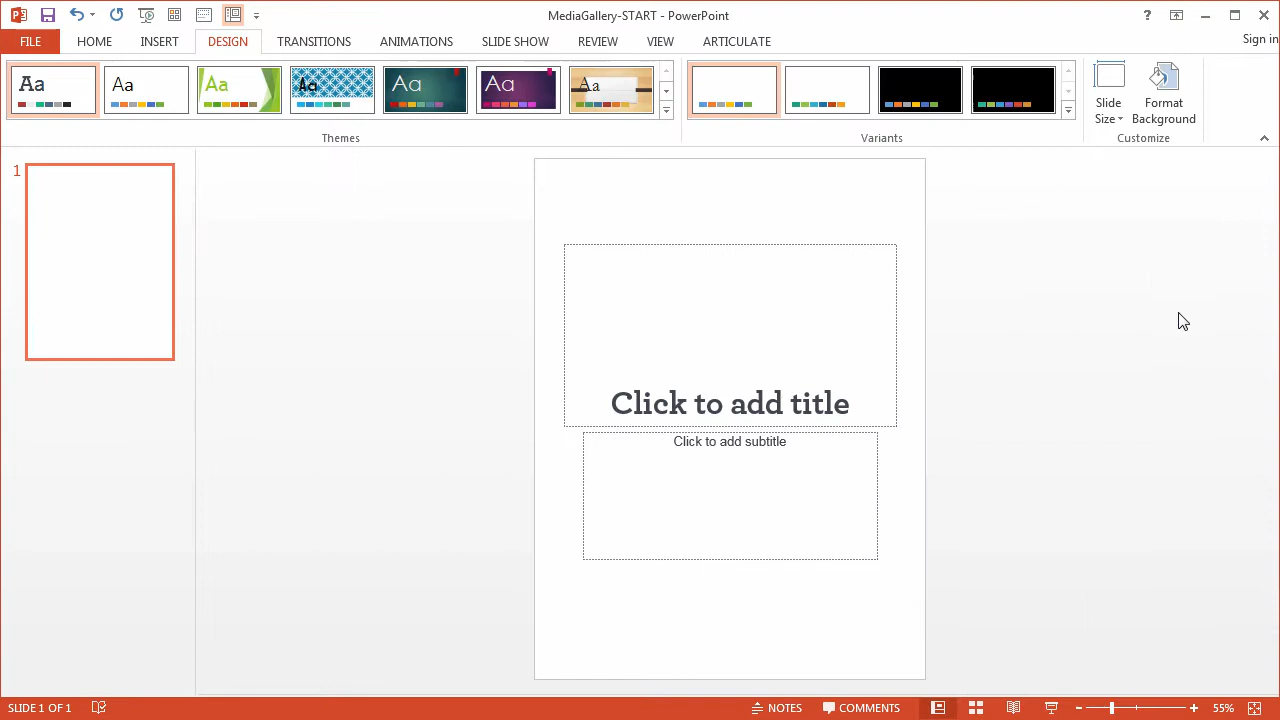 MediaGallery-START - PowerPoint
?
FILE HOME INSERT DESIGN TRANSITIONS ANIMATIONS SLIDE SHOW REVIEW VIEW ARTICULATE Sign in
Aa Aa Aa Aa Aa Aa Aa
Slide Size
Format Background
Themes Variants Customize
1
Click to add title
Click to add subtitle
SLIDE 1 OF 1 NOTES COMMENTS 55%